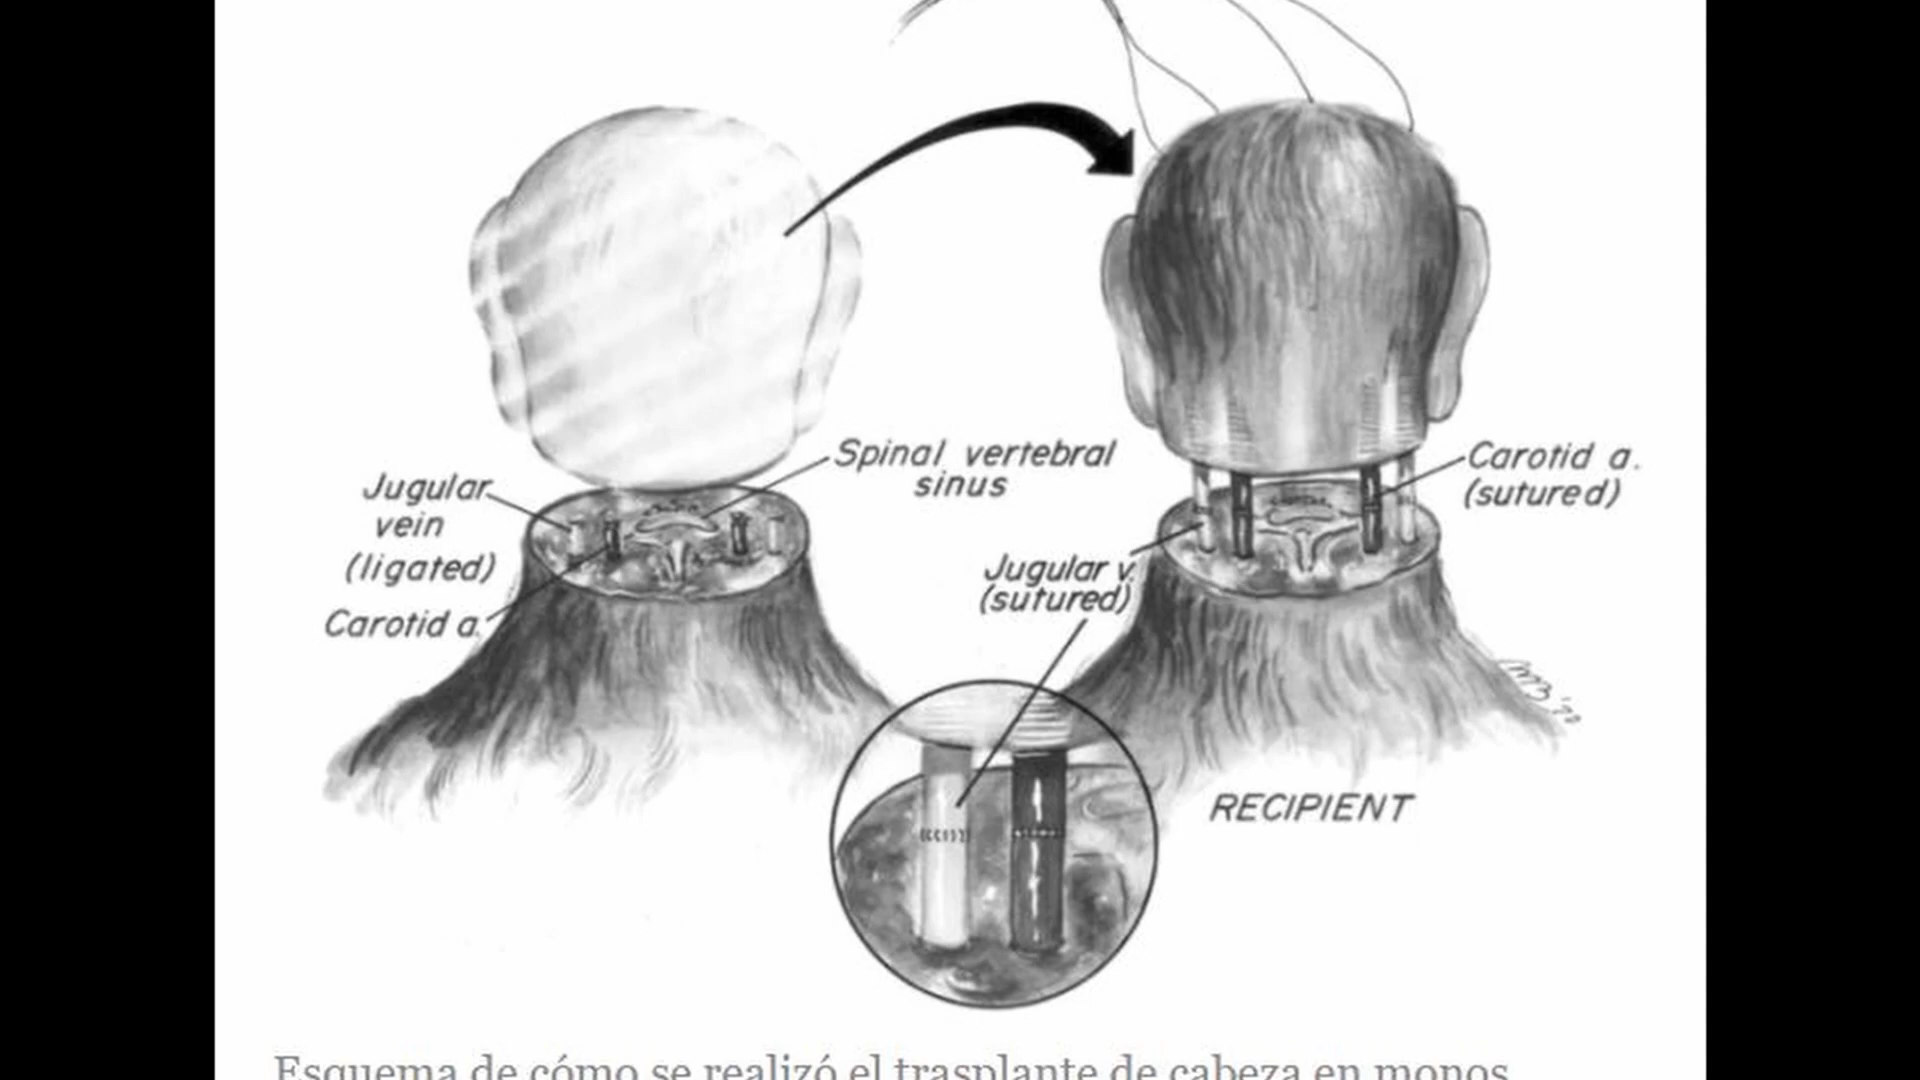 Spinal vertebral
sinus
Jugular
vein
(ligated)
Carotid a.
Carotid a.
(sutured)
Jugular v.
(sutured)
RECIPIENT
Esquema de cómo se realizó el trasplante de cabeza en monos